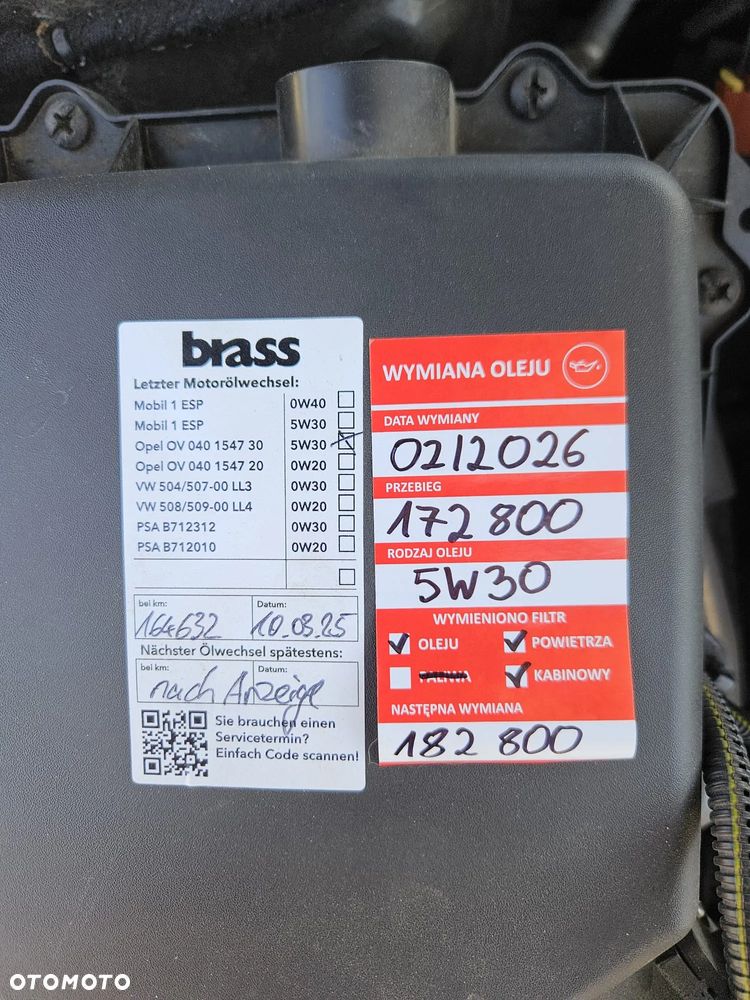 brass
Letzter Motorölwechsel:
Mobil 1 ESP 0W40
Mobil 1 ESP 5W30
Opel OV 040 1547 30 5W30
Opel OV 040 1547 20 0W20
VW 504/507-00 LL3 0W30
VW 508/509-00 LL4 0W20
PSA B712312 0W30
PSA B712010 0W20
bei km: Datum:
164632 10.03.25
Nächster Ölwechsel spätestens:
bei km: Datum:
nach Anzeige
Sie brauchen einen
Servicetermin?
Einfach Code scannen!
WYMIANA OLEJU
DATA WYMIANY
02/2026
PRZEBIEG
172 800
RODZAJ OLEJU
5W30
WYMIENIONO FILTR
OLEJU POWIETRZA
PALIWA KABINOWY
NASTĘPNA WYMIANA
182 800
OTOMOTO